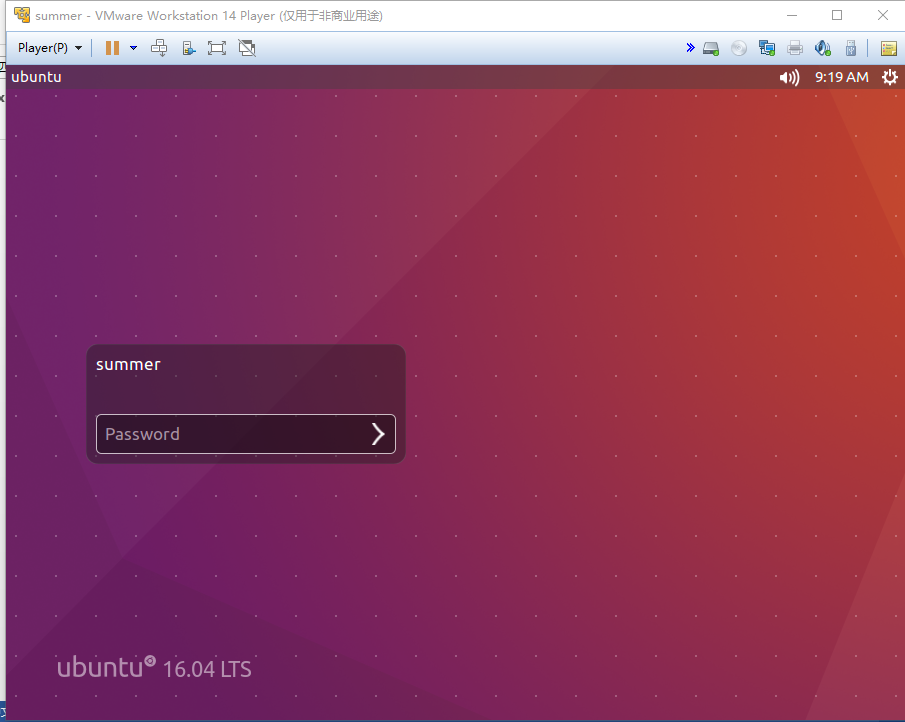 summer - VMware Workstation 14 Player (仅用于非商业用途)
Player(P)
ubuntu
9:19 AM
summer
Password
ubuntu 16.04 LTS